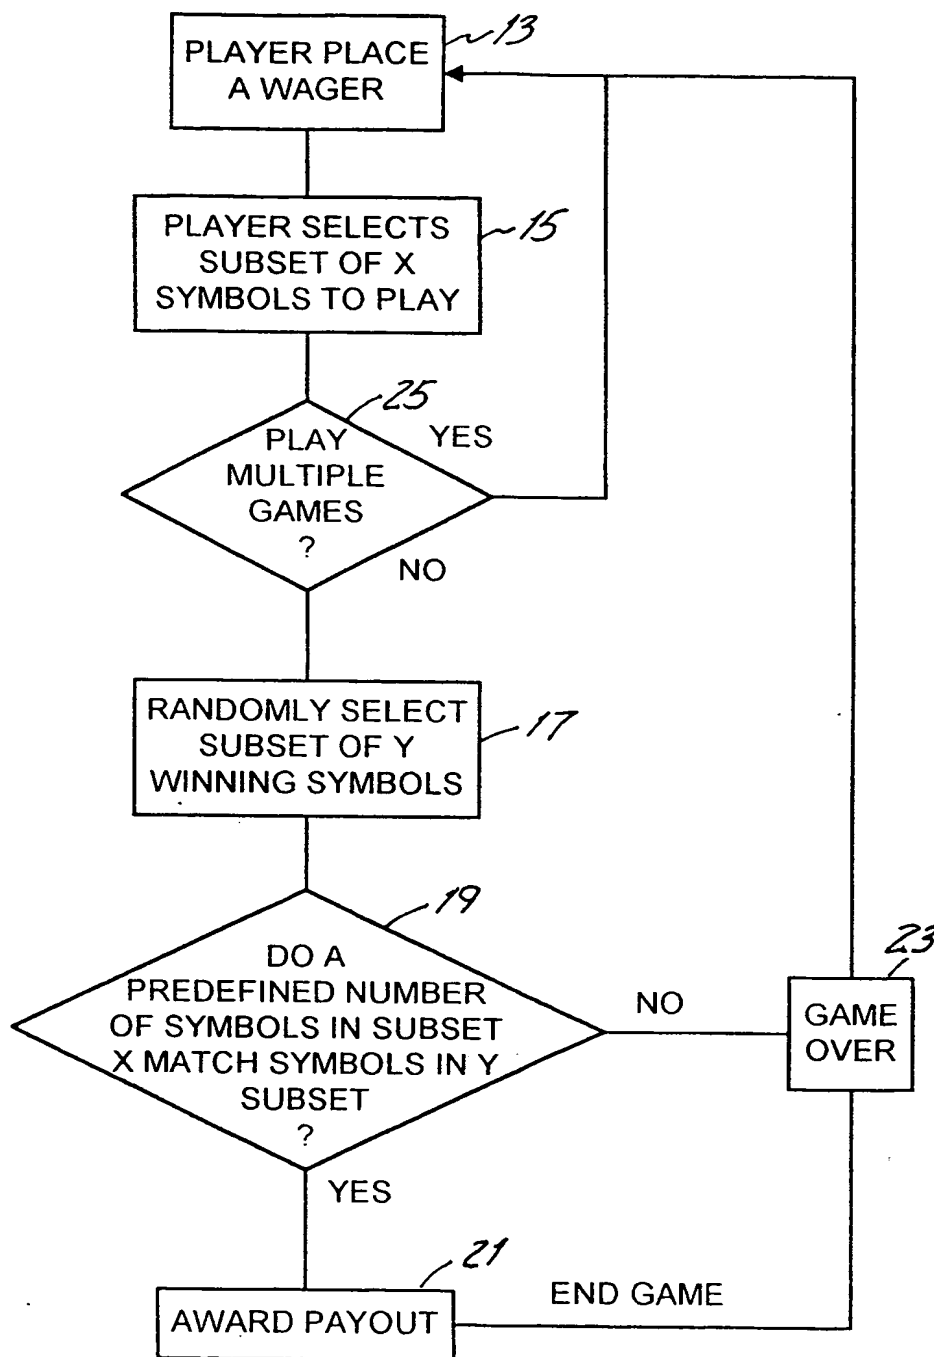 13
PLAYER PLACE
A WAGER
PLAYER SELECTS
SUBSET OF X
SYMBOLS TO PLAY
15
25
PLAY
MULTIPLE
GAMES
?
YES
NO
RANDOMLY SELECT
SUBSET OF Y
WINNING SYMBOLS
17
19
DO A
PREDEFINED NUMBER
OF SYMBOLS IN SUBSET
X MATCH SYMBOLS IN Y
SUBSET
?
NO
23
GAME
OVER
YES
21
AWARD PAYOUT
END GAME